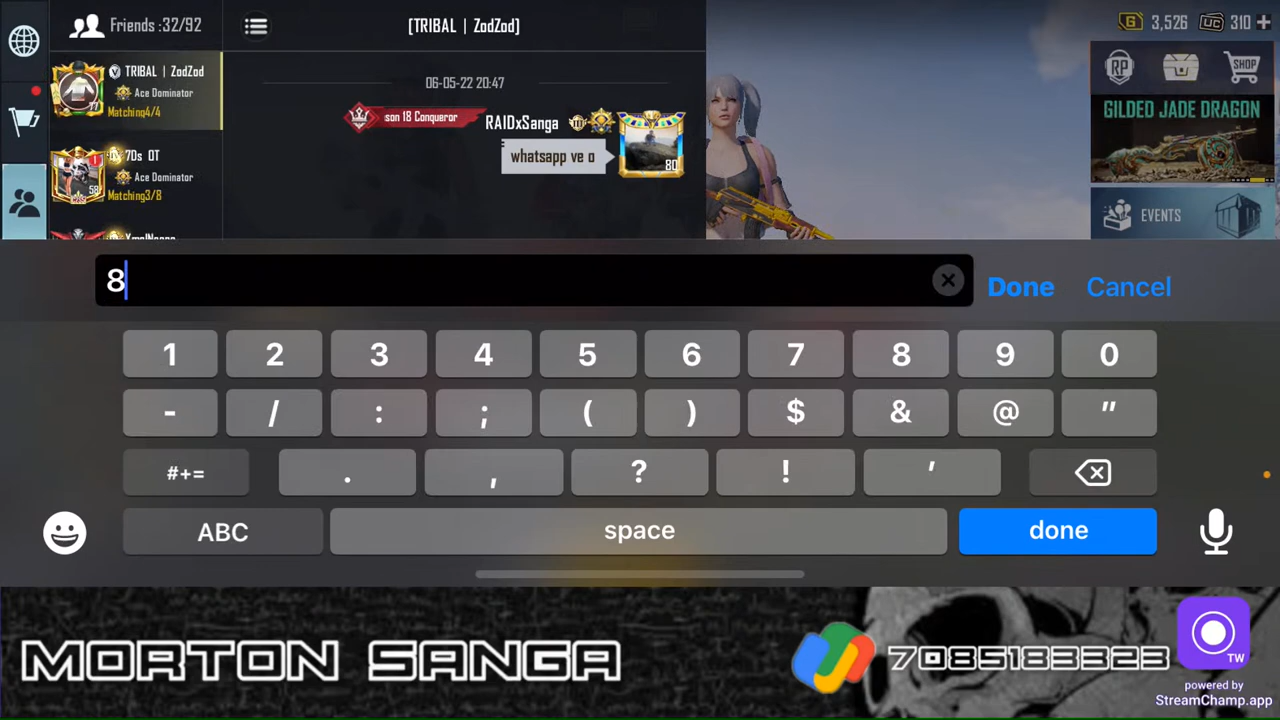 Friends :32/92
[TRIBAL | ZodZod]
3,526
310
TRIBAL | ZodZod
Ace Dominator
Matching4/4
77
06-05-22 20:47
son 18 Conqueror
RAIDxSanga
whatsapp ve o
80
RP
SHOP
GILDED JADE DRAGON
70s OT
Ace Dominator
Matching3/8
58
EVENTS
8
Done
Cancel
1 2 3 4 5 6 7 8 9 0
- / : ; ( ) $ & @ "
#+= . , ? ! '
ABC space done
MORTON SANGA
7085183323
TW
powered by
StreamChamp.app